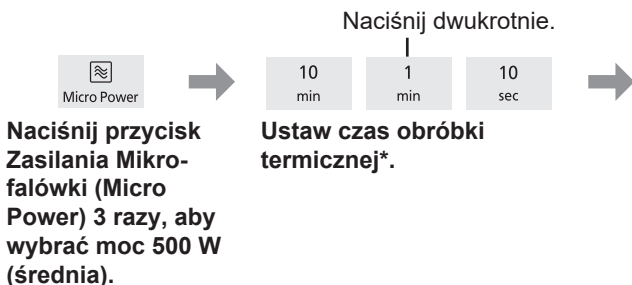 Naciśnij dwukrotnie.
Micro Power
10
min
1
min
10
sec
Naciśnij przycisk
Zasilania Mikro-
falówki (Micro
Power) 3 razy, aby
wybrać moc 500 W
(średnia).
Ustaw czas obróbki
termicznej*.